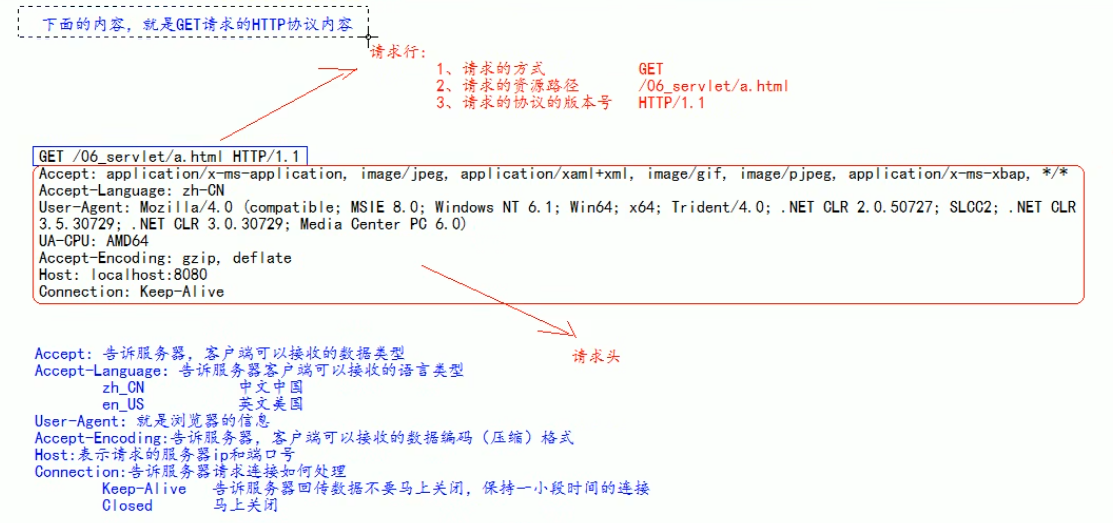 下面的内容，就是GET请求的HTTP协议内容
请求行:
1、请求的方式 GET
2、请求的资源路径 /06_servlet/a.html
3、请求的协议的版本号 HTTP/1.1
GET /06_servlet/a.html HTTP/1.1
Accept: application/x-ms-application, image/jpeg, application/xaml+xml, image/gif, image/pjpeg, application/x-ms-xbap, */*
Accept-Language: zh-CN
User-Agent: Mozilla/4.0 (compatible; MSIE 8.0; Windows NT 6.1; Win64; x64; Trident/4.0; .NET CLR 2.0.50727; SLCC2; .NET CLR
3.5.30729; .NET CLR 3.0.30729; Media Center PC 6.0)
UA-CPU: AMD64
Accept-Encoding: gzip, deflate
Host: localhost:8080
Connection: Keep-Alive
请求头
Accept: 告诉服务器，客户端可以接收的数据类型
Accept-Language: 告诉服务器客户端可以接收的语言类型
zh_CN 中文中国
en_US 英文美国
User-Agent: 就是浏览器的信息
Accept-Encoding:告诉服务器，客户端可以接收的数据编码（压缩）格式
Host:表示请求的服务器ip和端口号
Connection:告诉服务器请求连接如何处理
Keep-Alive 告诉服务器回传数据不要马上关闭，保持一小段时间的连接
Closed 马上关闭